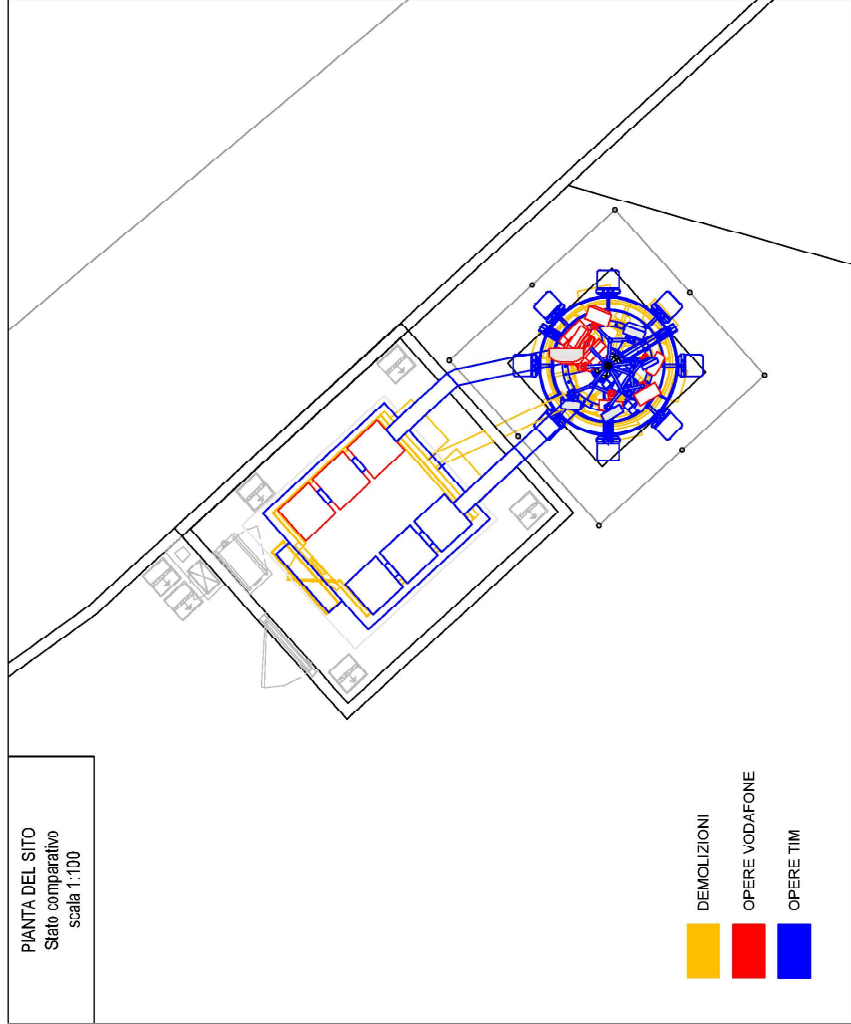 PIANTA DEL SITO
Stato comparativo
scala 1:100
DEMOLIZIONI
OPERE VODAFONE
OPERE TIM